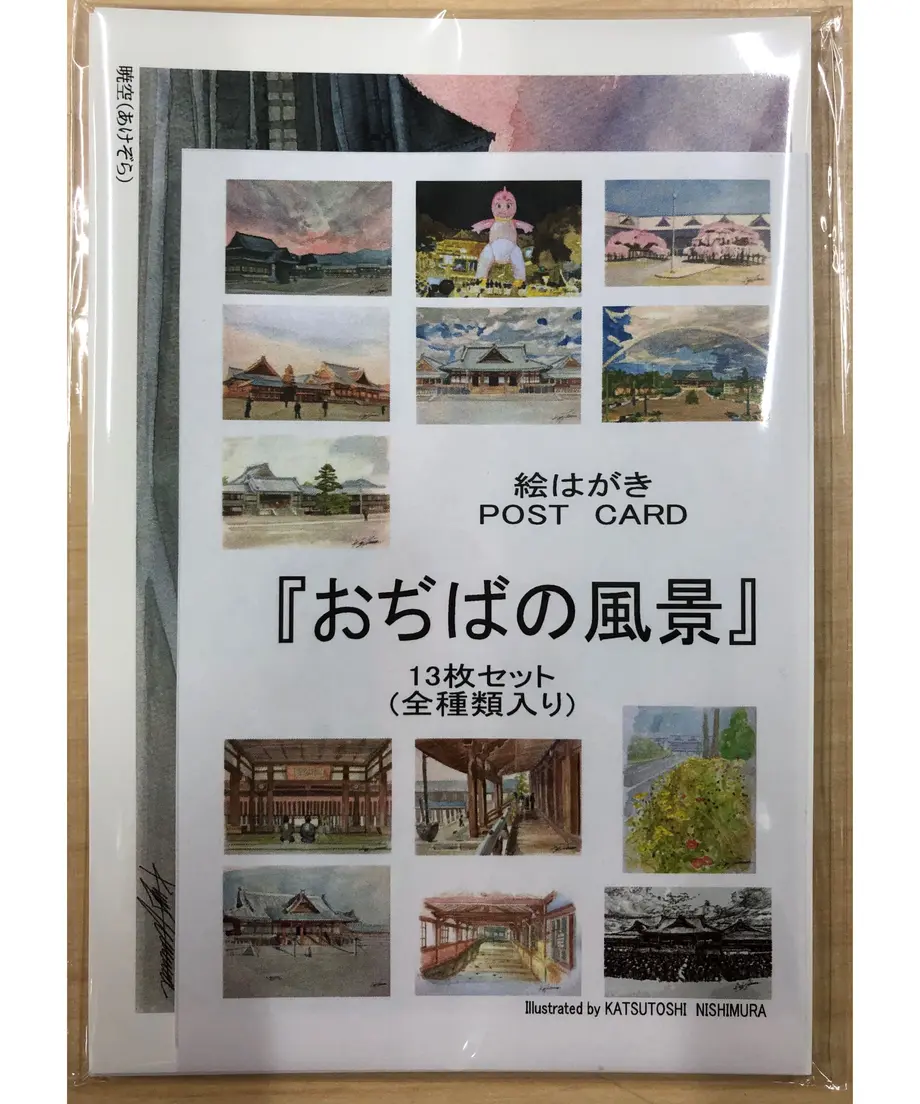 暁空(あけぞら)
絵はがき
POST CARD
『おぢばの風景』
13枚セット
(全種類入り)
Illustrated by KATSUTOSHI NISHIMURA